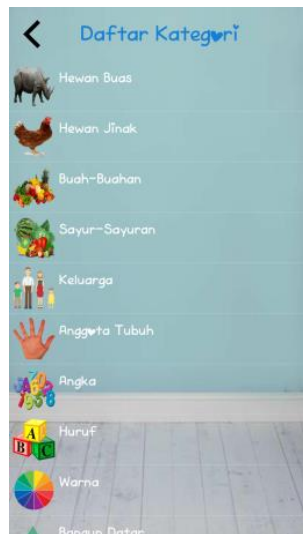 Daftar Kategori
Hewan Buas
Hewan Jinak
Buah-Buahan
Sayur-Sayuran
Keluarga
Anggota Tubuh
Angka
Huruf
A
B C
Warna
Bangun Datar